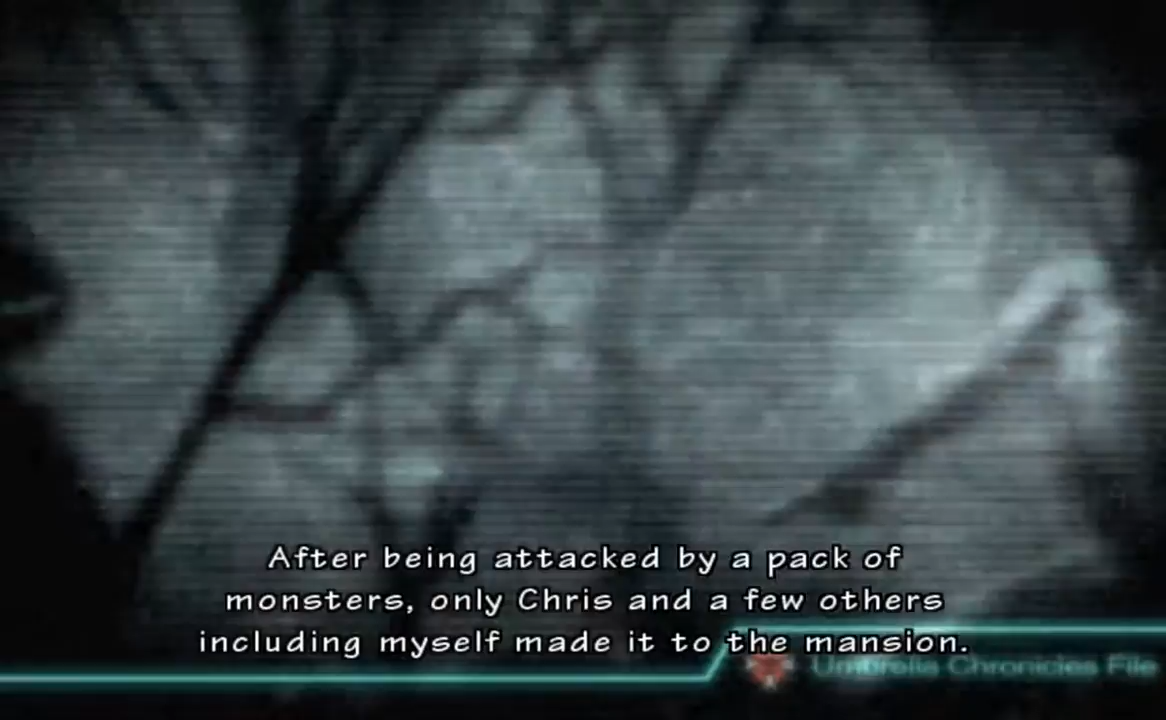 After being attacked by a pack of
monsters, only Chris and a few others
including myself made it to the mansion.
Umbrella Chronicles File